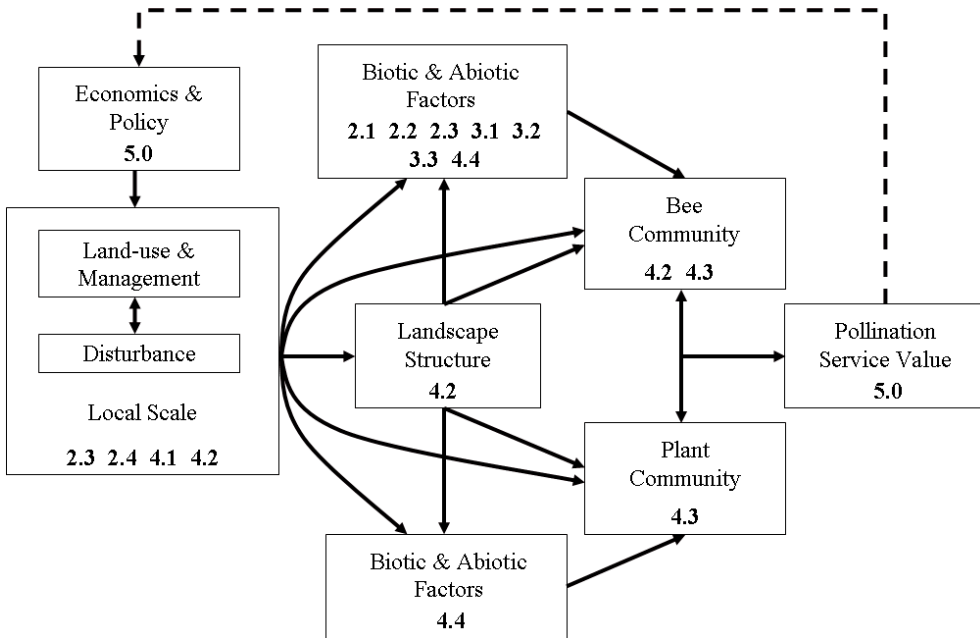 Economics &
Policy
5.0
Land-use &
Management
Disturbance
Local Scale
2.3 2.4 4.1 4.2
Biotic & Abiotic
Factors
2.1 2.2 2.3 3.1 3.2
3.3 4.4
Landscape
Structure
4.2
Biotic & Abiotic
Factors
4.4
Bee
Community
4.2 4.3
Plant
Community
4.3
Pollination
Service Value
5.0